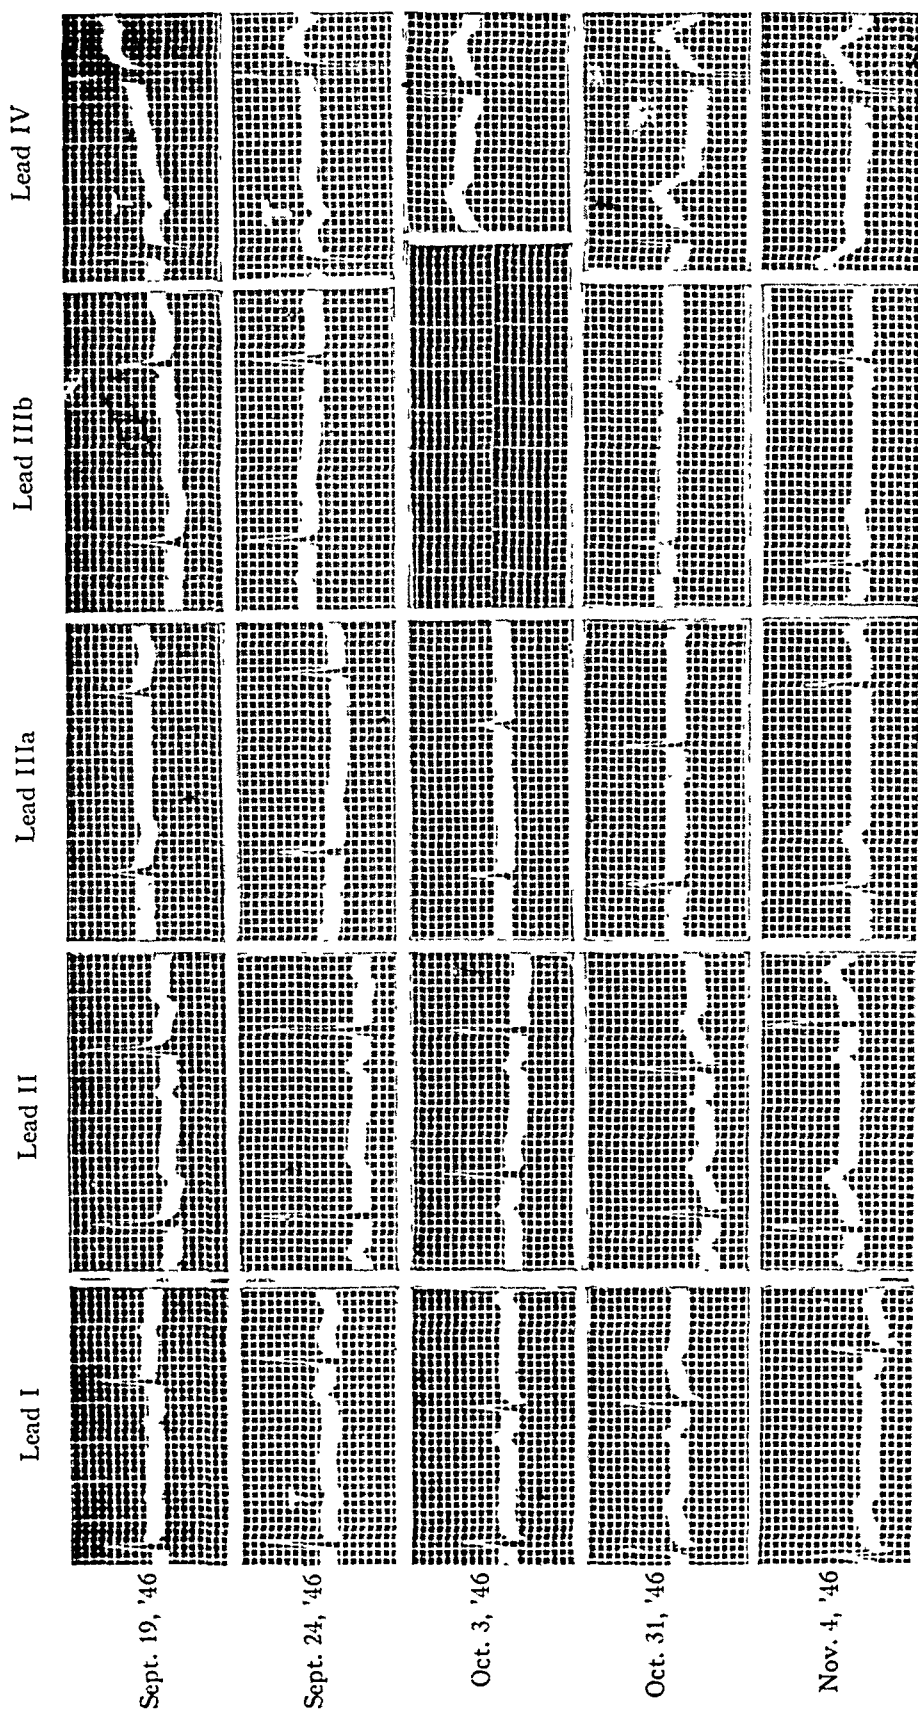 Lead I Lead II Lead IIIa Lead IIIb Lead IV
Sept. 19, '46
Sept. 24, '46
Oct. 3, '46
Oct. 31, '46
Nov. 4, '46